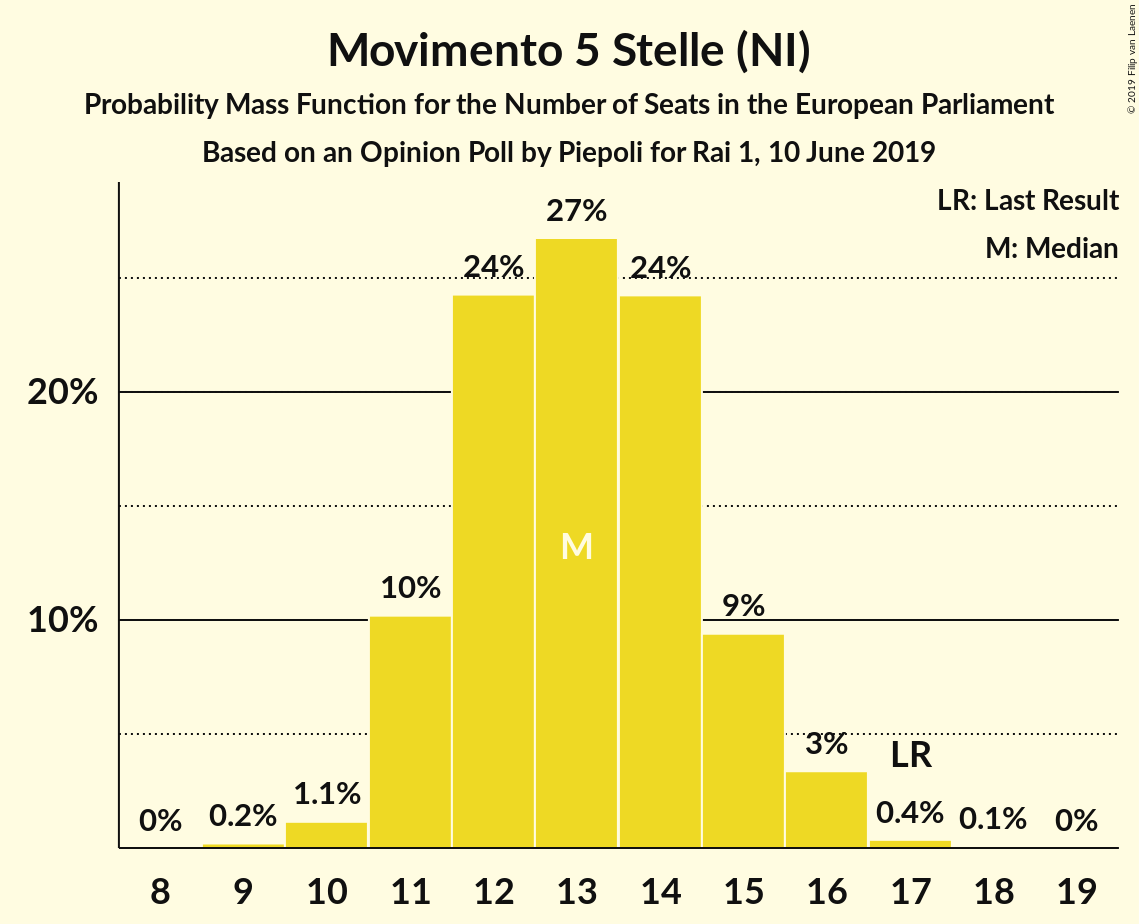 Movimento 5 Stelle (NI)
Probability Mass Function for the Number of Seats in the European Parliament
Based on an Opinion Poll by Piepoli for Rai 1, 10 June 2019
© 2019 Filip van Laenen
LR: Last Result
M: Median
20%
10%
0%
0.2%
1.1%
10%
24%
27%
24%
9%
3%
0.4%
0.1%
0%
M
LR
8 9 10 11 12 13 14 15 16 17 18 19